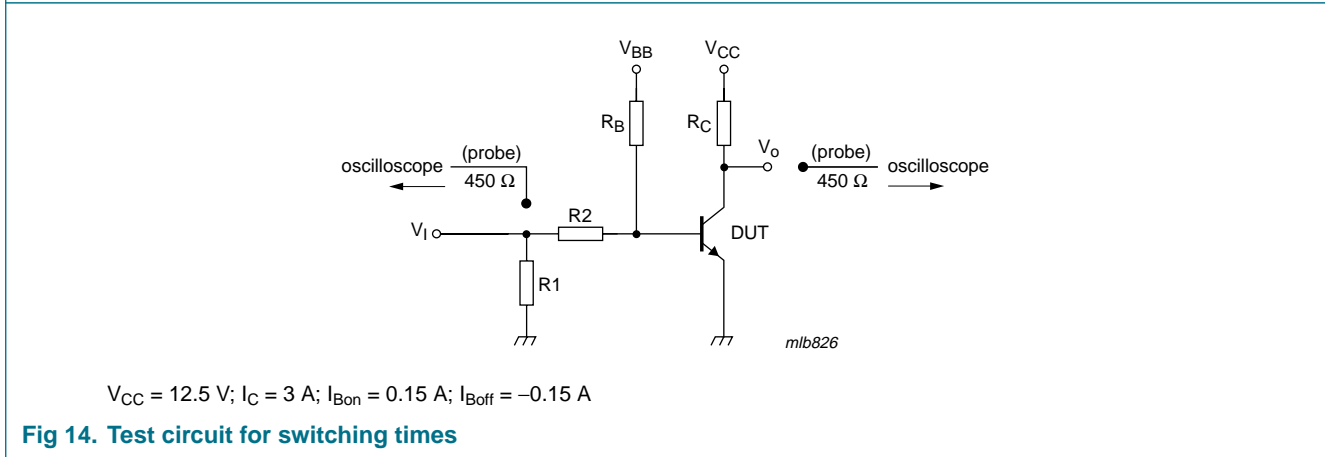 VBB
VCC
RB
RC
Vo
(probe)
oscilloscope
450 Ω
(probe)
oscilloscope
450 Ω
R2
VI
DUT
R1
mlb826
VCC = 12.5 V; IC = 3 A; IBon = 0.15 A; IBoff = −0.15 A
Fig 14. Test circuit for switching times